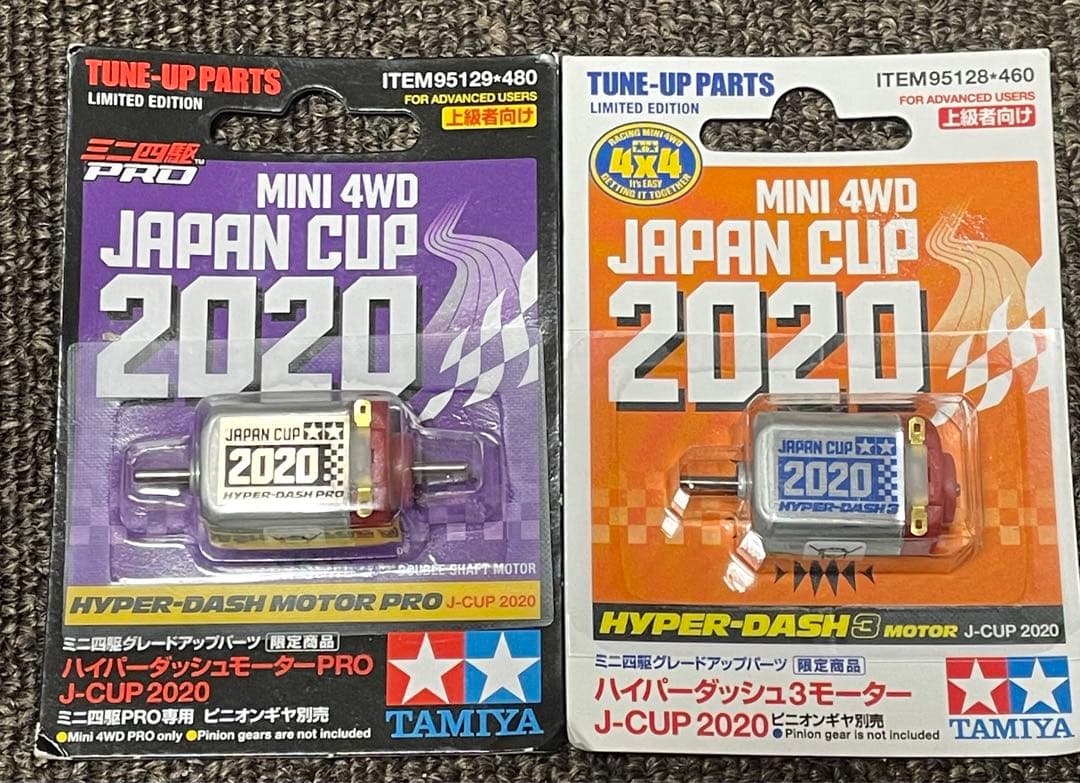 TUNE-UP PARTS
LIMITED EDITION
ITEM95129*480
FOR ADVANCED USERS
上級者向け
ミニ四駆™
PRO
MINI 4WD
JAPAN CUP
2020
JAPAN CUP
2020
HYPER-DASH PRO
DOUBLE SHAFT MOTOR
HYPER-DASH MOTOR PRO J-CUP 2020
ミニ四駆グレードアップパーツ 限定商品
ハイパーダッシュモーターPRO
J-CUP 2020
ミニ四駆PRO専用 ピニオンギヤ別売
●Mini 4WD PRO only ●Pinion gears are not included
TAMIYA
TUNE-UP PARTS
LIMITED EDITION
ITEM95128*460
FOR ADVANCED USERS
上級者向け
RACING MINI 4WD
4x4
It's EASY
GETTING IT TOGETHER
MINI 4WD
JAPAN CUP
2020
JAPAN CUP
2020
HYPER-DASH 3
HYPER-DASH 3 MOTOR J-CUP 2020
ミニ四駆グレードアップパーツ 限定商品
ハイパーダッシュ3モーター
J-CUP 2020 ピニオンギヤ別売
●Pinion gear is not included
TAMIYA